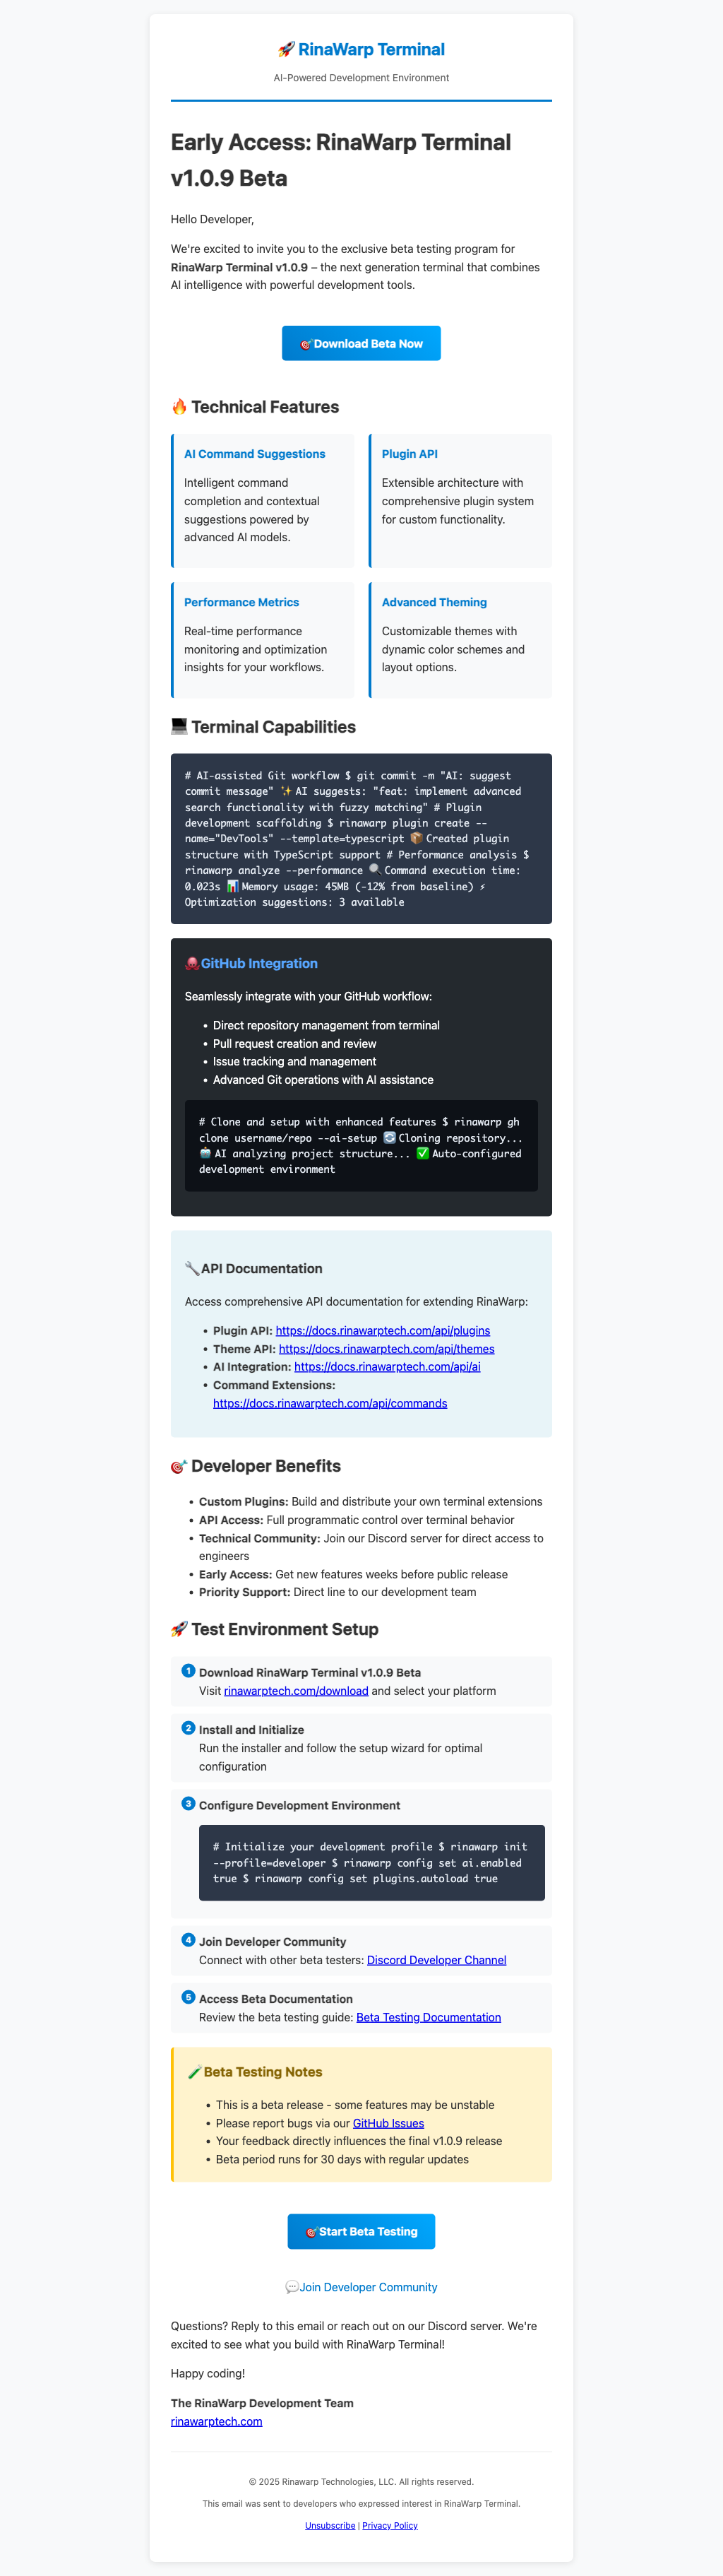 🚀 RinaWarp Terminal
AI-Powered Development Environment
Early Access: RinaWarp Terminal
v1.0.9 Beta
Hello Developer,
We're excited to invite you to the exclusive beta testing program for
RinaWarp Terminal v1.0.9 – the next generation terminal that combines
AI intelligence with powerful development tools.
🎯 Download Beta Now
🔥 Technical Features
AI Command Suggestions
Intelligent command
completion and contextual
suggestions powered by
advanced AI models.
Plugin API
Extensible architecture with
comprehensive plugin system
for custom functionality.
Performance Metrics
Real-time performance
monitoring and optimization
insights for your workflows.
Advanced Theming
Customizable themes with
dynamic color schemes and
layout options.
💻 Terminal Capabilities
# AI-assisted Git workflow $ git commit -m "AI: suggest
commit message" ✨ AI suggests: "feat: implement advanced
search functionality with fuzzy matching" # Plugin
development scaffolding $ rinawarp plugin create --
name="DevTools" --template=typescript 📦 Created plugin
structure with TypeScript support # Performance analysis $
rinawarp analyze --performance 🔍 Command execution time:
0.023s 📊 Memory usage: 45MB (-12% from baseline) ⚡
Optimization suggestions: 3 available
🐙 GitHub Integration
Seamlessly integrate with your GitHub workflow:
• Direct repository management from terminal
• Pull request creation and review
• Issue tracking and management
• Advanced Git operations with AI assistance
# Clone and setup with enhanced features $ rinawarp gh
clone username/repo --ai-setup 🔄 Cloning repository...
🤖 AI analyzing project structure... ✅ Auto-configured
development environment
🔧 API Documentation
Access comprehensive API documentation for extending RinaWarp:
• Plugin API: https://docs.rinawarptech.com/api/plugins
• Theme API: https://docs.rinawarptech.com/api/themes
• AI Integration: https://docs.rinawarptech.com/api/ai
• Command Extensions:
https://docs.rinawarptech.com/api/commands
🎯 Developer Benefits
• Custom Plugins: Build and distribute your own terminal extensions
• API Access: Full programmatic control over terminal behavior
• Technical Community: Join our Discord server for direct access to
engineers
• Early Access: Get new features weeks before public release
• Priority Support: Direct line to our development team
🚀 Test Environment Setup
1 Download RinaWarp Terminal v1.0.9 Beta
Visit rinawarptech.com/download and select your platform
2 Install and Initialize
Run the installer and follow the setup wizard for optimal
configuration
3 Configure Development Environment
# Initialize your development profile $ rinawarp init
--profile=developer $ rinawarp config set ai.enabled
true $ rinawarp config set plugins.autoload true
4 Join Developer Community
Connect with other beta testers: Discord Developer Channel
5 Access Beta Documentation
Review the beta testing guide: Beta Testing Documentation
🧪 Beta Testing Notes
• This is a beta release - some features may be unstable
• Please report bugs via our GitHub Issues
• Your feedback directly influences the final v1.0.9 release
• Beta period runs for 30 days with regular updates
🎯 Start Beta Testing
💬 Join Developer Community
Questions? Reply to this email or reach out on our Discord server. We're
excited to see what you build with RinaWarp Terminal!
Happy coding!
The RinaWarp Development Team
rinawarptech.com
© 2025 Rinawarp Technologies, LLC. All rights reserved.
This email was sent to developers who expressed interest in RinaWarp Terminal.
Unsubscribe | Privacy Policy